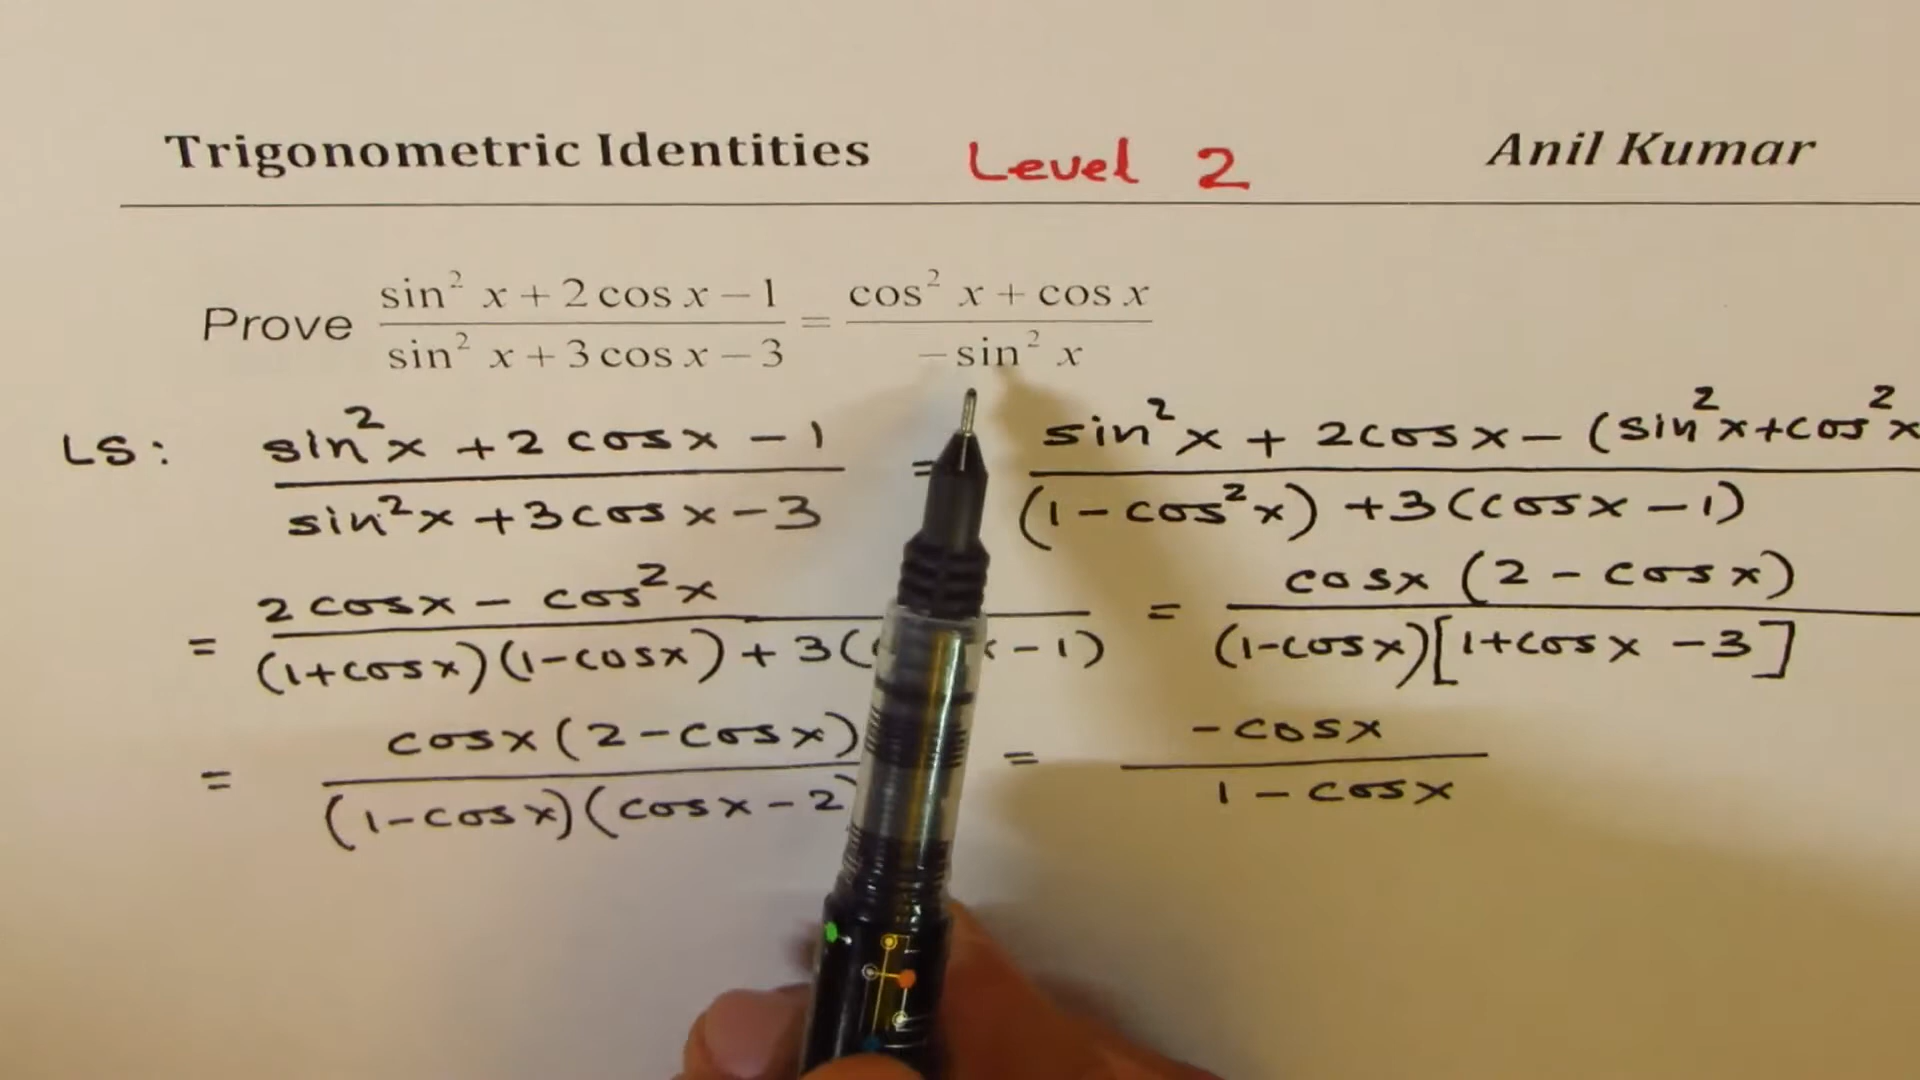 Trigonometric Identities Level 2 Anil Kumar
Prove (sin² x + 2 cos x − 1)/(sin² x + 3 cos x − 3) = (cos² x + cos x)/(− sin² x)
LS: (sin²x + 2 cosx − 1)/(sin²x + 3cosx − 3) = (sin²x + 2cosx − (sin²x + cos²x)/((1 − cos²x) + 3(cosx − 1))
= (2cosx − cos²x)/((1+cosx)(1−cosx) + 3( x − 1)) = (cosx (2 − cosx))/((1−cosx)[1+cosx − 3])
= (cosx (2 − cosx))/((1−cosx)(cosx − 2) = (−cosx)/(1 − cosx)